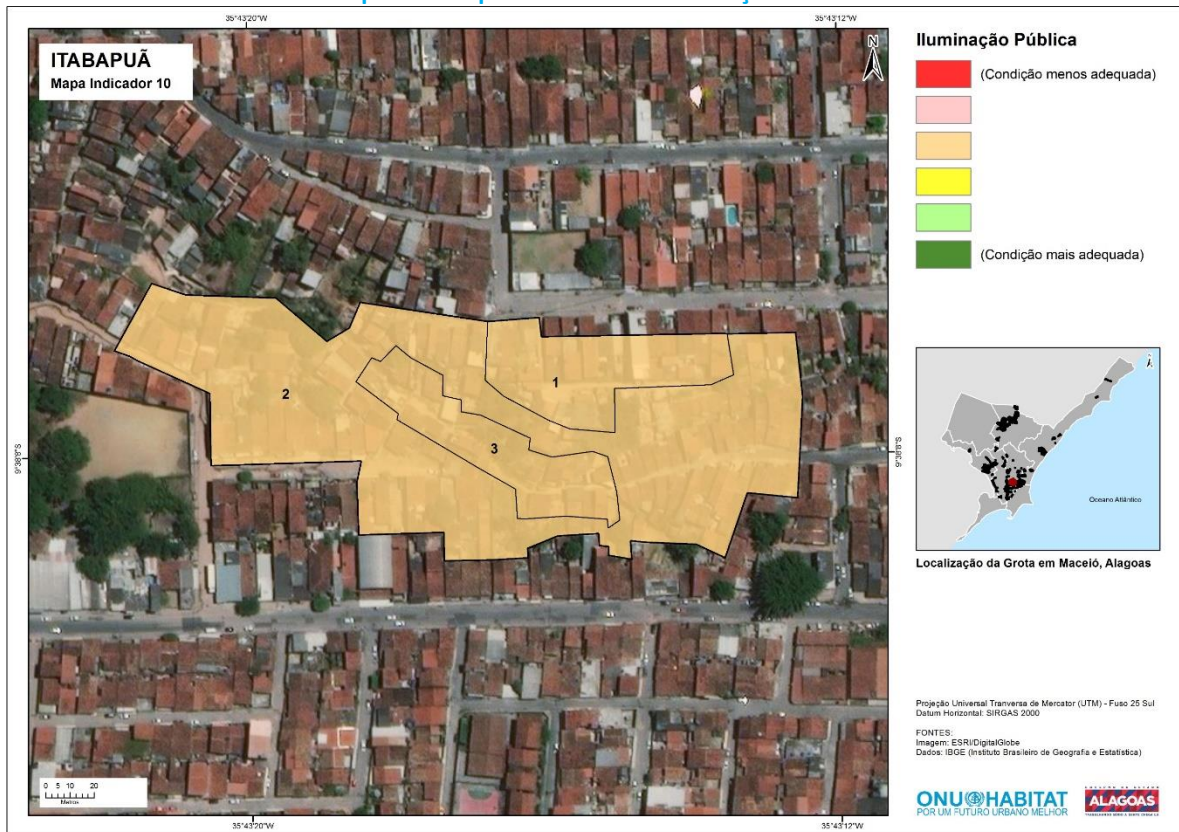 35°43'20"W
35°43'12"W
ITABAPUÃ
Mapa Indicador 10
N
Iluminação Pública
(Condição menos adequada)
(Condição mais adequada)
1
2
3
9°38'8"S
9°38'8"S
Oceano Atlântico
Localização da Grota em Maceió, Alagoas
Projeção Universal Tranversa de Mercator (UTM) - Fuso 25 Sul
Datum Horizontal: SIRGAS 2000
FONTES:
Imagem: ESRI/DigitalGlobe
Dados: IBGE (Instituto Brasileiro de Geografia e Estatística)
0 5 10 20
Metros
ONU HABITAT
POR UM FUTURO URBANO MELHOR
ALAGOAS
35°43'20"W
35°43'12"W